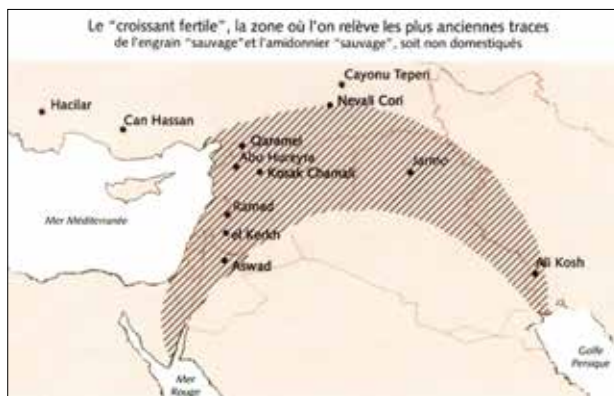 Le "croissant fertile", la zone où l'on relève les plus anciennes traces
de l'engrain "sauvage" et l'amidonnier "sauvage", soit non domestiqués
Cayonu Teperi
Hacilar
Nevali Cori
Can Hassan
Qaramel
Abu Hureyra
Kosak Chamali
Jarmo
Mer Méditerranée
Ramad
el Kerkh
Aswad
Ali Kosh
Golfe
Persique
Mer
Rouge